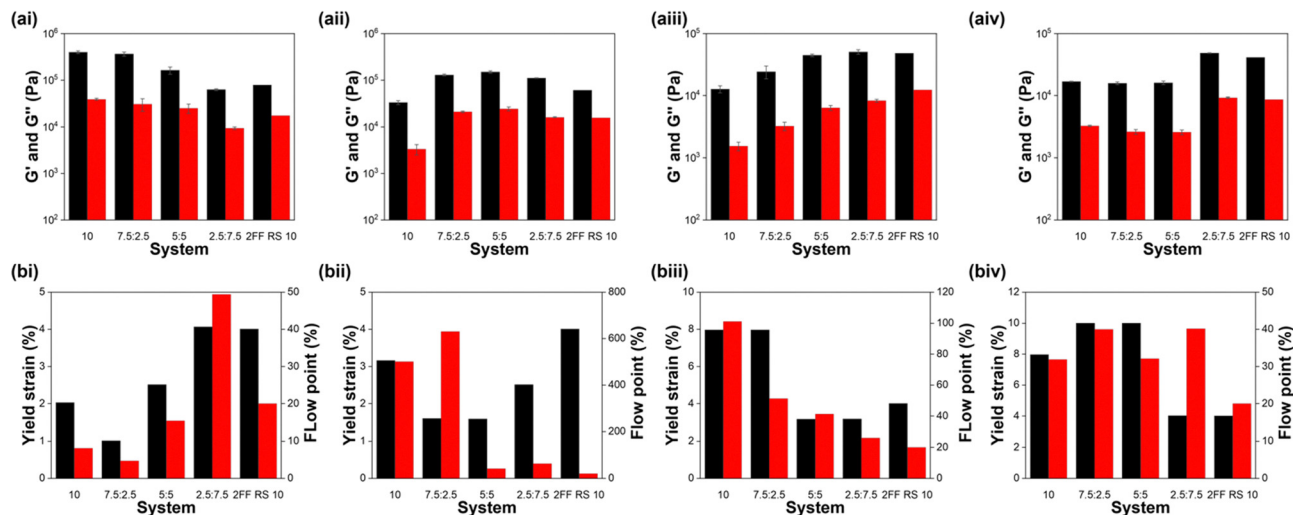 (ai)
G' and G'' (Pa)
10⁶
10⁵
10⁴
10³
10²
10 7.5:2.5 5:5 2.5:7.5 2FF RS 10
System
(aii)
G' and G'' (Pa)
10⁶
10⁵
10⁴
10³
10²
10 7.5:2.5 5:5 2.5:7.5 2FF RS 10
System
(aiii)
G' and G'' (Pa)
10⁵
10⁴
10³
10²
10 7.5:2.5 5:5 2.5:7.5 2FF RS 10
System
(aiv)
G' and G'' (Pa)
10⁵
10⁴
10³
10²
10 7.5:2.5 5:5 2.5:7.5 2FF RS 10
System
(bi)
Yield strain (%)
5
4
3
2
1
0
FLow point (%)
50
40
30
20
10
0
10 7.5:2.5 5:5 2.5:7.5 2FF RS 10
System
(bii)
Yield strain (%)
5
4
3
2
1
0
Flow point (%)
800
600
400
200
0
10 7.5:2.5 5:5 2.5:7.5 2FF RS 10
System
(biii)
Yield strain (%)
10
8
6
4
2
0
FLow point (%)
120
100
80
60
40
20
0
10 7.5:2.5 5:5 2.5:7.5 2FF RS 10
System
(biv)
Yield strain (%)
12
10
8
6
4
2
0
Flow point (%)
50
40
30
20
10
0
10 7.5:2.5 5:5 2.5:7.5 2FF RS 10
System